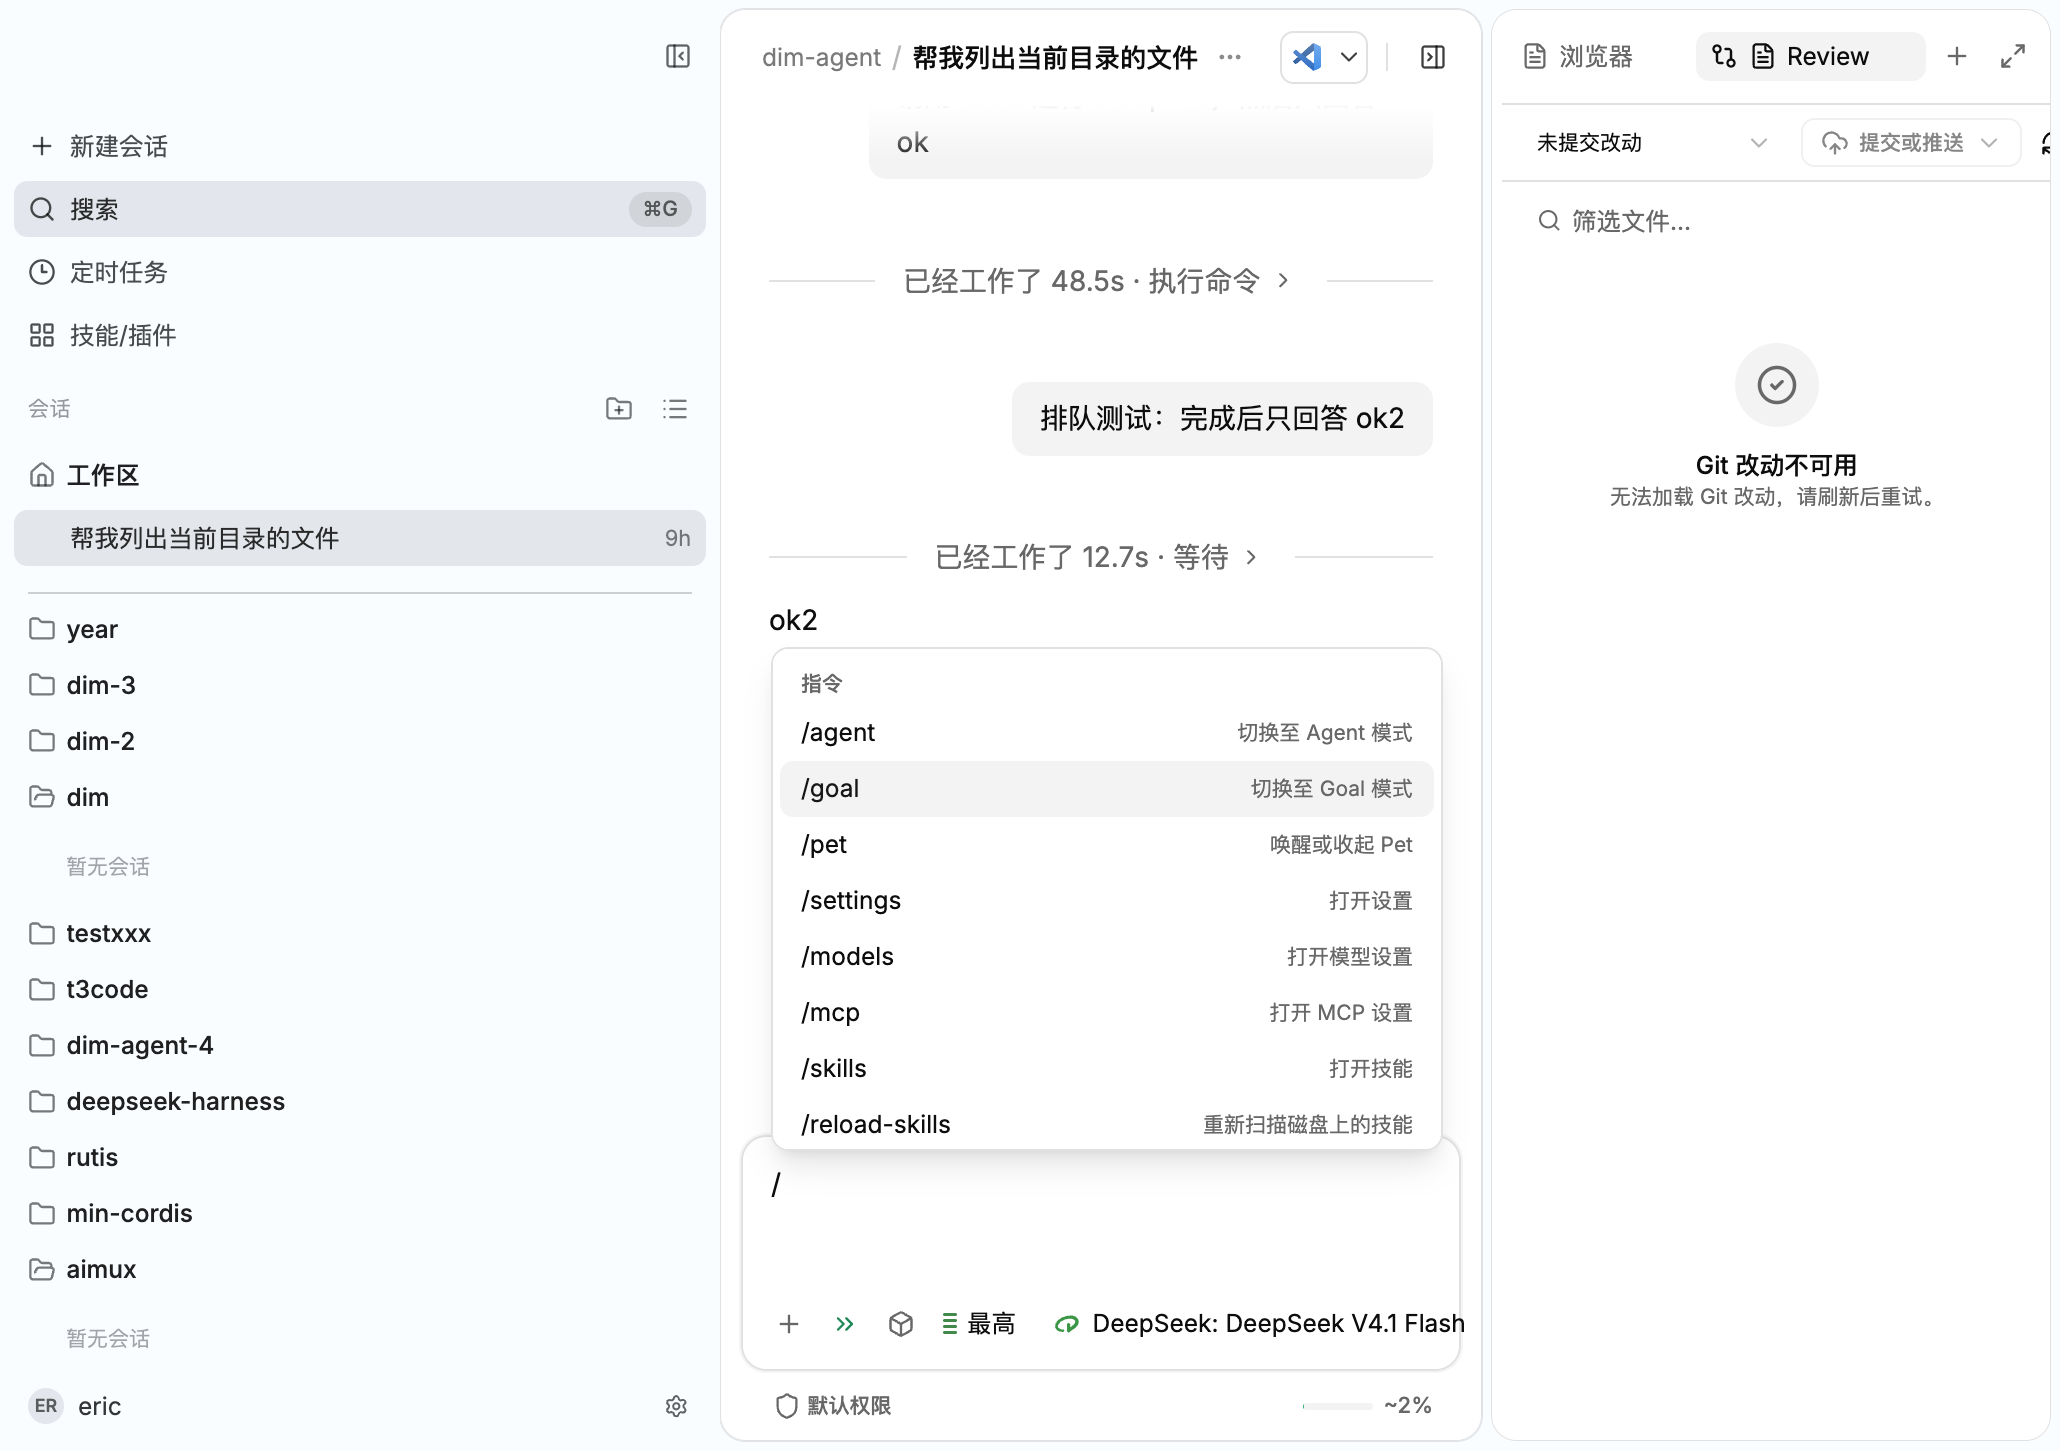 新建会话
搜索
⌘G
定时任务
技能/插件
会话
工作区
帮我列出当前目录的文件
9h
year
dim-3
dim-2
dim
暂无会话
testxxx
t3code
dim-agent-4
deepseek-harness
rutis
min-cordis
aimux
暂无会话
ER
eric
dim-agent / 帮我列出当前目录的文件
ok
已经工作了 48.5s · 执行命令
排队测试：完成后只回答 ok2
已经工作了 12.7s · 等待
ok2
指令
/agent 切换至 Agent 模式
/goal 切换至 Goal 模式
/pet 唤醒或收起 Pet
/settings 打开设置
/models 打开模型设置
/mcp 打开 MCP 设置
/skills 打开技能
/reload-skills 重新扫描磁盘上的技能
/
最高 DeepSeek: DeepSeek V4.1 Flash
默认权限
~2%
浏览器
Review
未提交改动
提交或推送
筛选文件...
Git 改动不可用
无法加载 Git 改动，请刷新后重试。